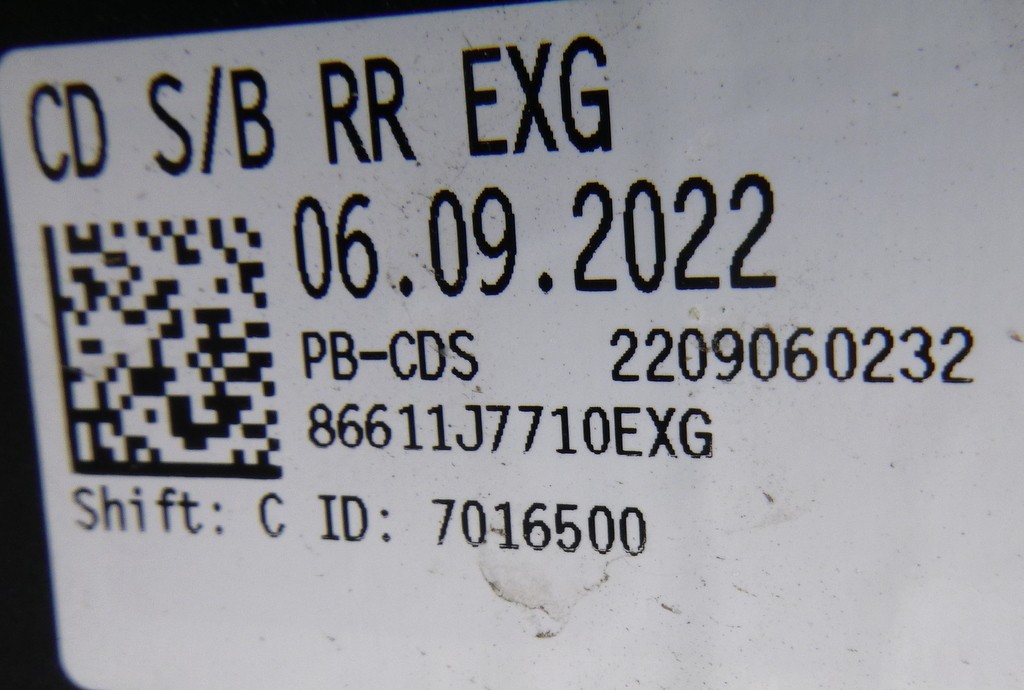 CD S/B RR EXG
06.09.2022
PB-CDS 2209060232
86611J7710EXG
Shift: C ID: 7016500